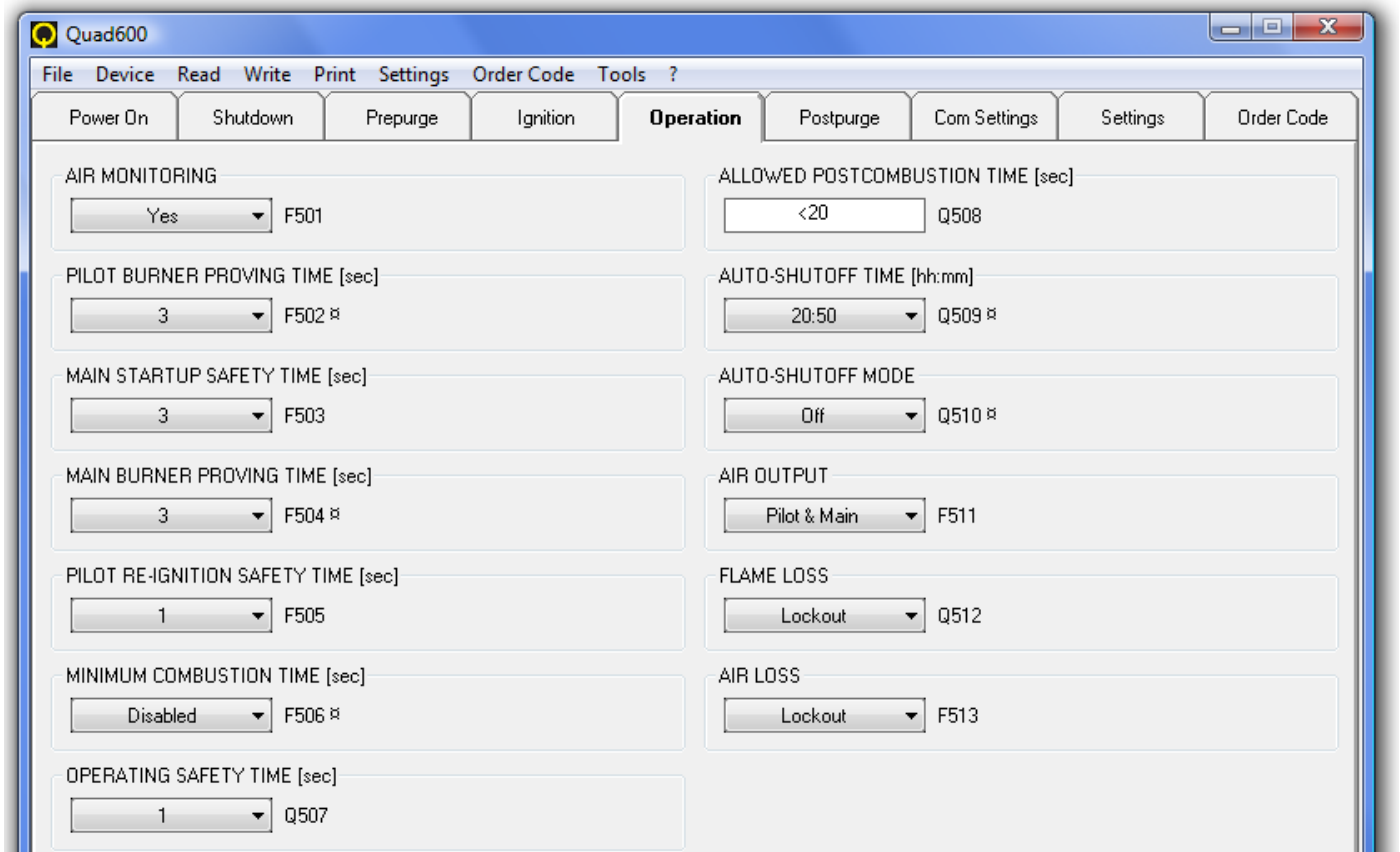 Quad600
File Device Read Write Print Settings Order Code Tools ?
Power On Shutdown Prepurge Ignition Operation Postpurge Com Settings Settings Order Code
AIR MONITORING
Yes F501
PILOT BURNER PROVING TIME [sec]
3 F502 ¤
MAIN STARTUP SAFETY TIME [sec]
3 F503
MAIN BURNER PROVING TIME [sec]
3 F504 ¤
PILOT RE-IGNITION SAFETY TIME [sec]
1 F505
MINIMUM COMBUSTION TIME [sec]
Disabled F506 ¤
OPERATING SAFETY TIME [sec]
1 Q507
ALLOWED POSTCOMBUSTION TIME [sec]
<20 Q508
AUTO-SHUTOFF TIME [hh:mm]
20:50 Q509 ¤
AUTO-SHUTOFF MODE
Off Q510 ¤
AIR OUTPUT
Pilot & Main F511
FLAME LOSS
Lockout Q512
AIR LOSS
Lockout F513